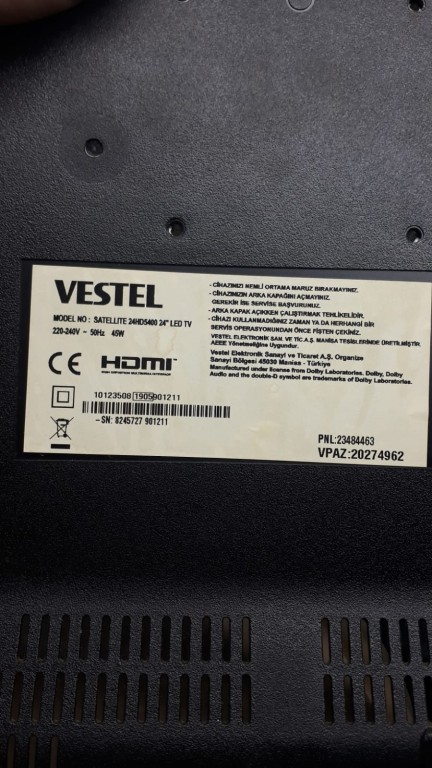 VESTEL
MODEL NO : SATELLITE 24HD5400 24" LED TV
220-240V ~ 50Hz 45W
CE HDMI
HIGH-DEFINITION MULTIMEDIA INTERFACE
10123508 1905 901211
-SN: 8245727 901211
- CİHAZINIZI NEMLİ ORTAMA MARUZ BIRAKMAYINIZ.
- CİHAZINIZIN ARKA KAPAĞINI AÇMAYINIZ.
GEREKİR İSE SERVİSE BAŞVURUNUZ.
- ARKA KAPAK AÇIKKEN ÇALIŞTIRMAK TEHLİKELİDİR.
- CİHAZI KULLANMADIĞINIZ ZAMAN YA DA HERHANGİ BİR
SERVİS OPERASYONUNDAN ÖNCE FİŞTEN ÇEKİNİZ.
VESTEL ELEKTRONİK SAN. VE TİC A.Ş. MANİSA TESİSLERİNDE ÜRETİLMİŞTİR
AEEE Yönetmeliğine Uygundur.
Vestel Elektronik Sanayi ve Ticaret A.Ş. Organize
Sanayi Bölgesi 45030 Manisa - Türkiye
Manufactured under license from Dolby Laboratories. Dolby, Dolby
Audio and the double-D symbol are trademarks of Dolby Laboratories.
PNL:23484463
VPAZ:20274962